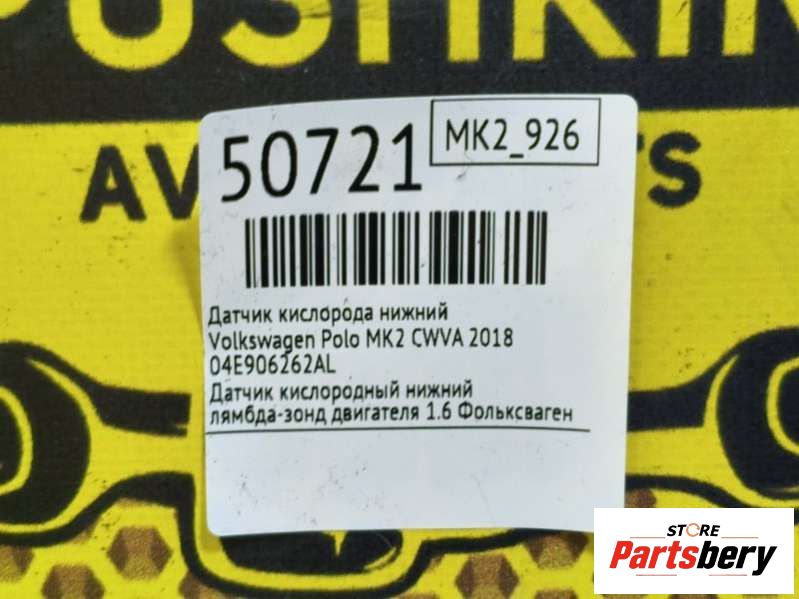 50721
MK2_926
Датчик кислорода нижний
Volkswagen Polo MK2 CWVA 2018
04E906262AL
Датчик кислородный нижний
лямбда-зонд двигателя 1.6 Фольксваген
STORE
Partsbery